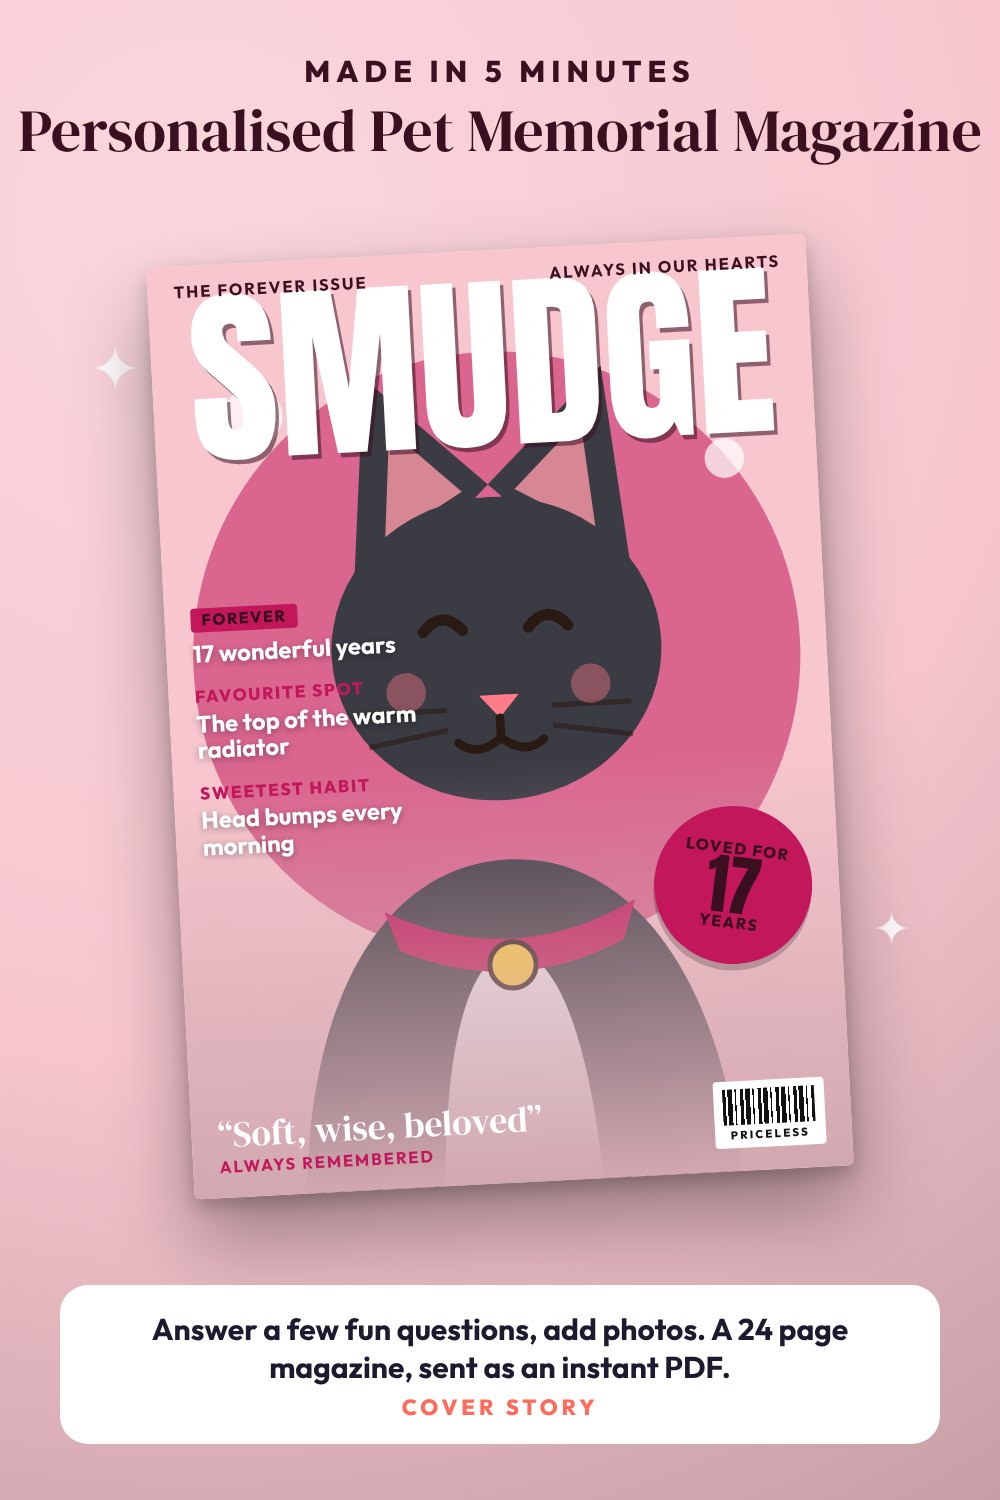 MADE IN 5 MINUTES
Personalised Pet Memorial Magazine
THE FOREVER ISSUE
ALWAYS IN OUR HEARTS
SMUDGE
FOREVER
17 wonderful years
FAVOURITE SPOT
The top of the warm
radiator
SWEETEST HABIT
Head bumps every
morning
LOVED FOR
17
YEARS
“Soft, wise, beloved”
ALWAYS REMEMBERED
PRICELESS
Answer a few fun questions, add photos. A 24 page
magazine, sent as an instant PDF.
COVER STORY